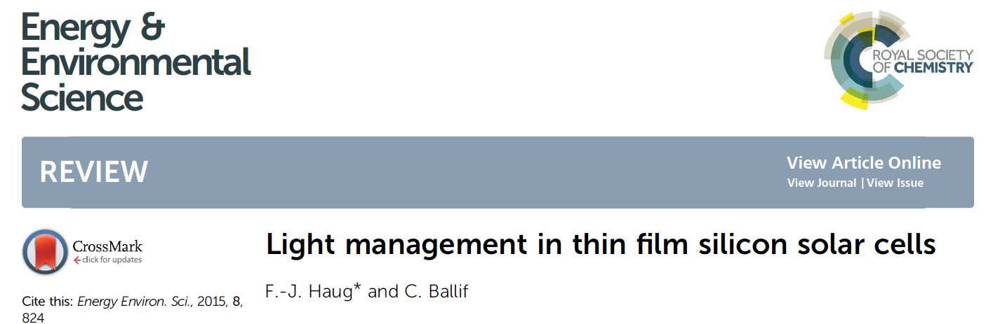 Energy &
Environmental
Science
ROYAL SOCIETY
OF CHEMISTRY
REVIEW
View Article Online
View Journal | View Issue
CrossMark
click for updates
Light management in thin film silicon solar cells
F.-J. Haug* and C. Ballif
Cite this: Energy Environ. Sci., 2015, 8,
824